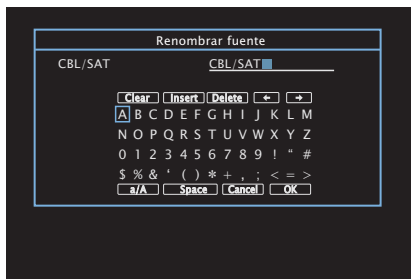 Renombrar fuente
CBL/SAT CBL/SAT
Clear Insert Delete ← →
A B C D E F G H I J K L M
N O P Q R S T U V W X Y Z
0 1 2 3 4 5 6 7 8 9 ! “ #
$ % & ‘ ( ) * + , ; < = >
a/A Space Cancel OK